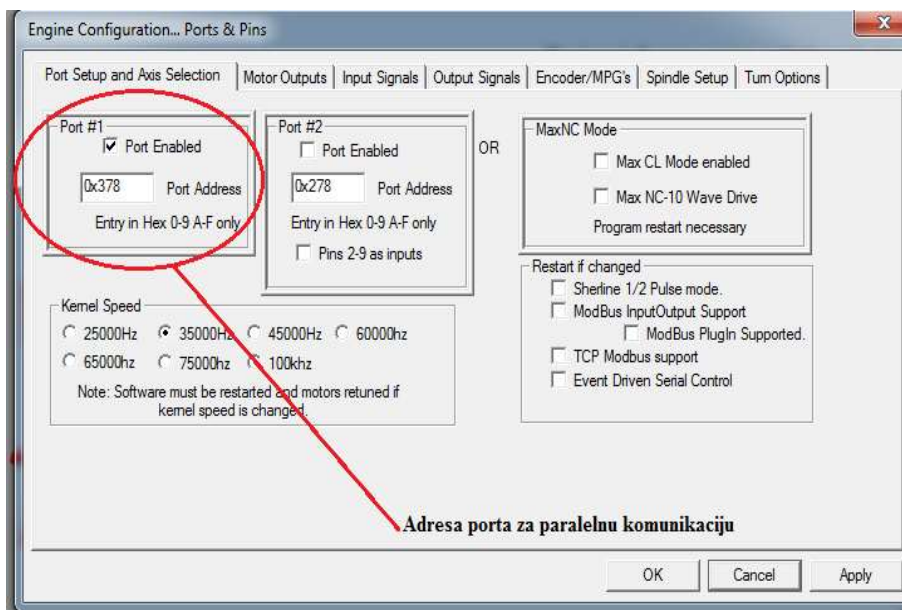 Engine Configuration... Ports & Pins
Port Setup and Axis Selection
Motor Outputs
Input Signals
Output Signals
Encoder/MPG's
Spindle Setup
Turn Options
Port #1
Port Enabled
0x378 Port Address
Entry in Hex 0-9 A-F only
Port #2
Port Enabled
0x278 Port Address
Entry in Hex 0-9 A-F only
Pins 2-9 as inputs
OR
MaxNC Mode
Max CL Mode enabled
Max NC-10 Wave Drive
Program restart necessary
Restart if changed
Sherline 1/2 Pulse mode.
ModBus InputOutput Support
ModBus PlugIn Supported.
TCP Modbus support
Event Driven Serial Control
Kernel Speed
25000Hz 35000Hz 45000Hz 60000hz
65000hz 75000hz 100khz
Note: Software must be restarted and motors retuned if
kernel speed is changed.
Adresa porta za paralelnu komunikaciju
OK Cancel Apply